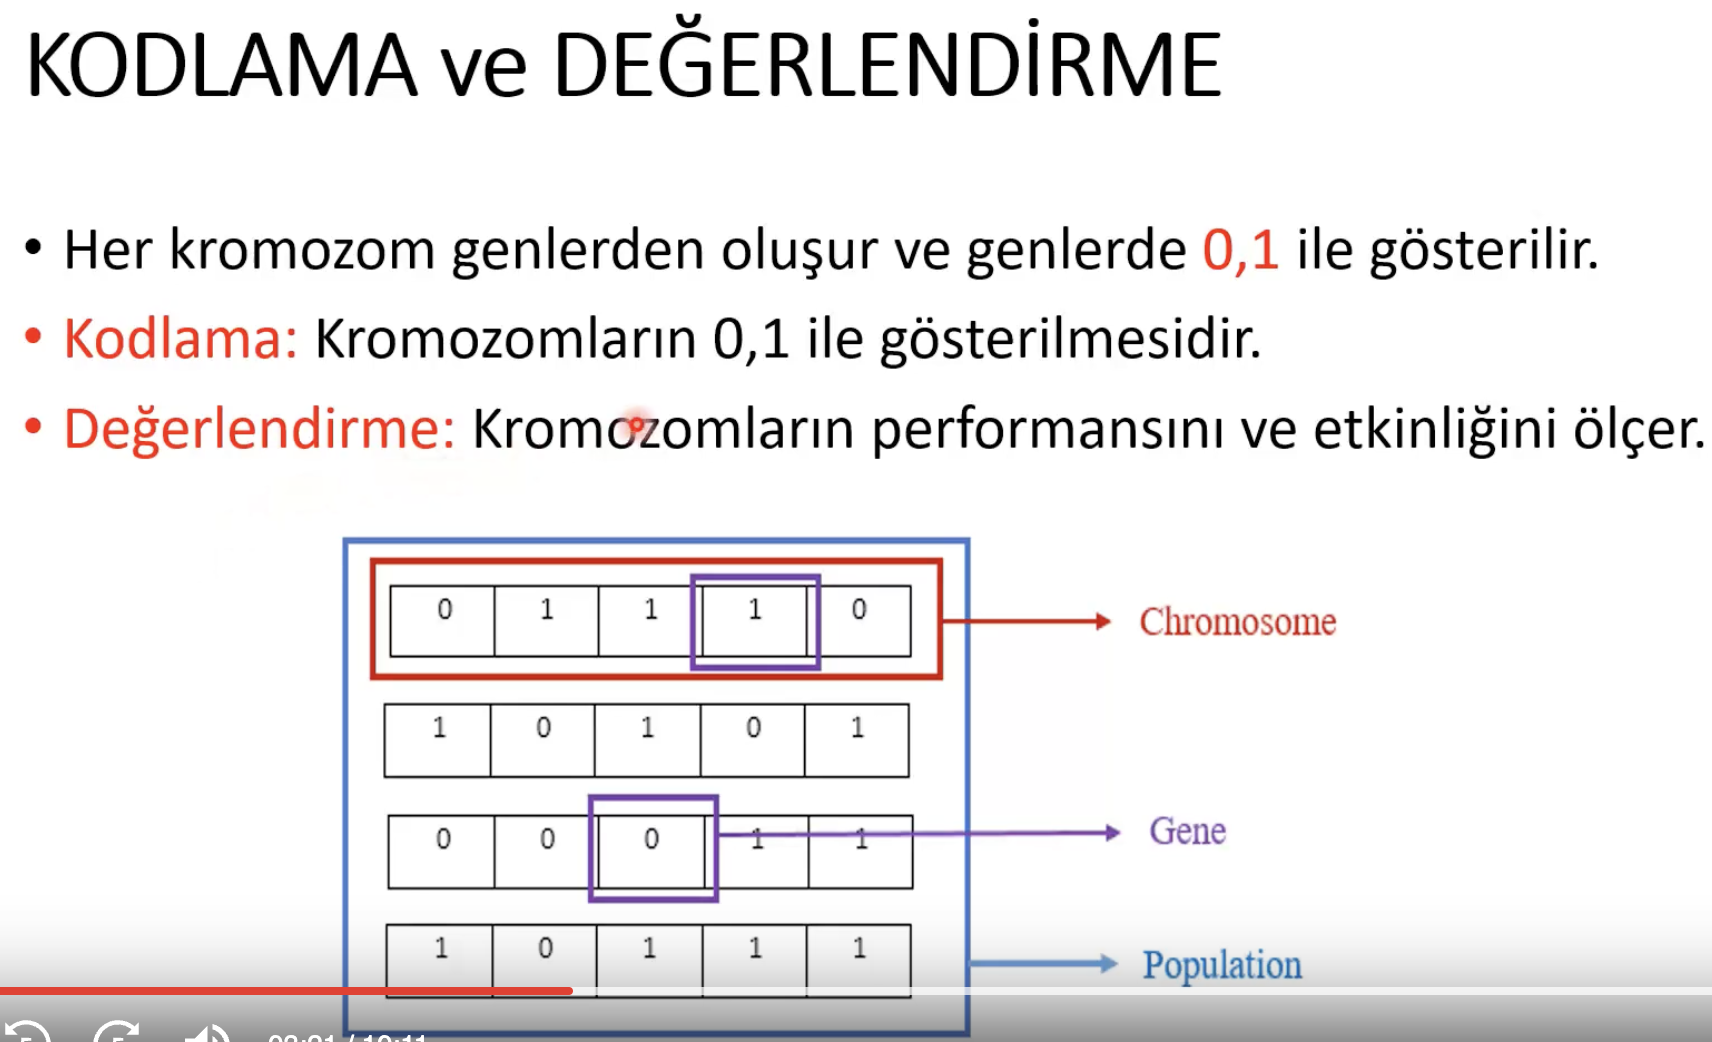 KODLAMA ve DEĞERLENDİRME
• Her kromozom genlerden oluşur ve genlerde 0,1 ile gösterilir.
• Kodlama: Kromozomların 0,1 ile gösterilmesidir.
• Değerlendirme: Kromozomların performansını ve etkinliğini ölçer.
0 1 1 1 0
Chromosome
1 0 1 0 1
0 0 0 1 1
Gene
1 0 1 1 1
Population